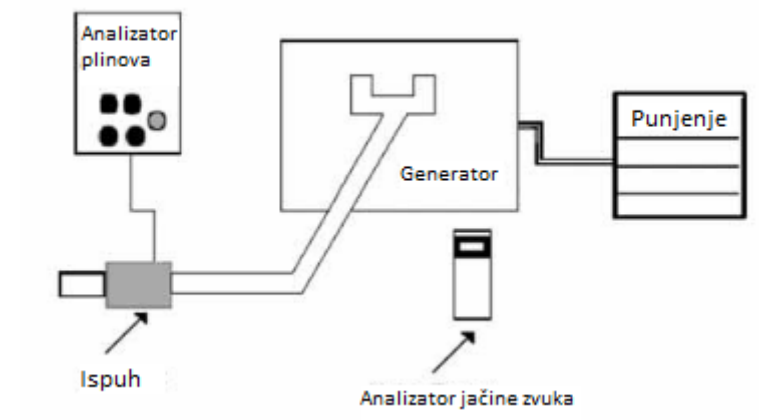 Analizator
plinova
Punjenje
Generator
Ispuh
Analizator jačine zvuka